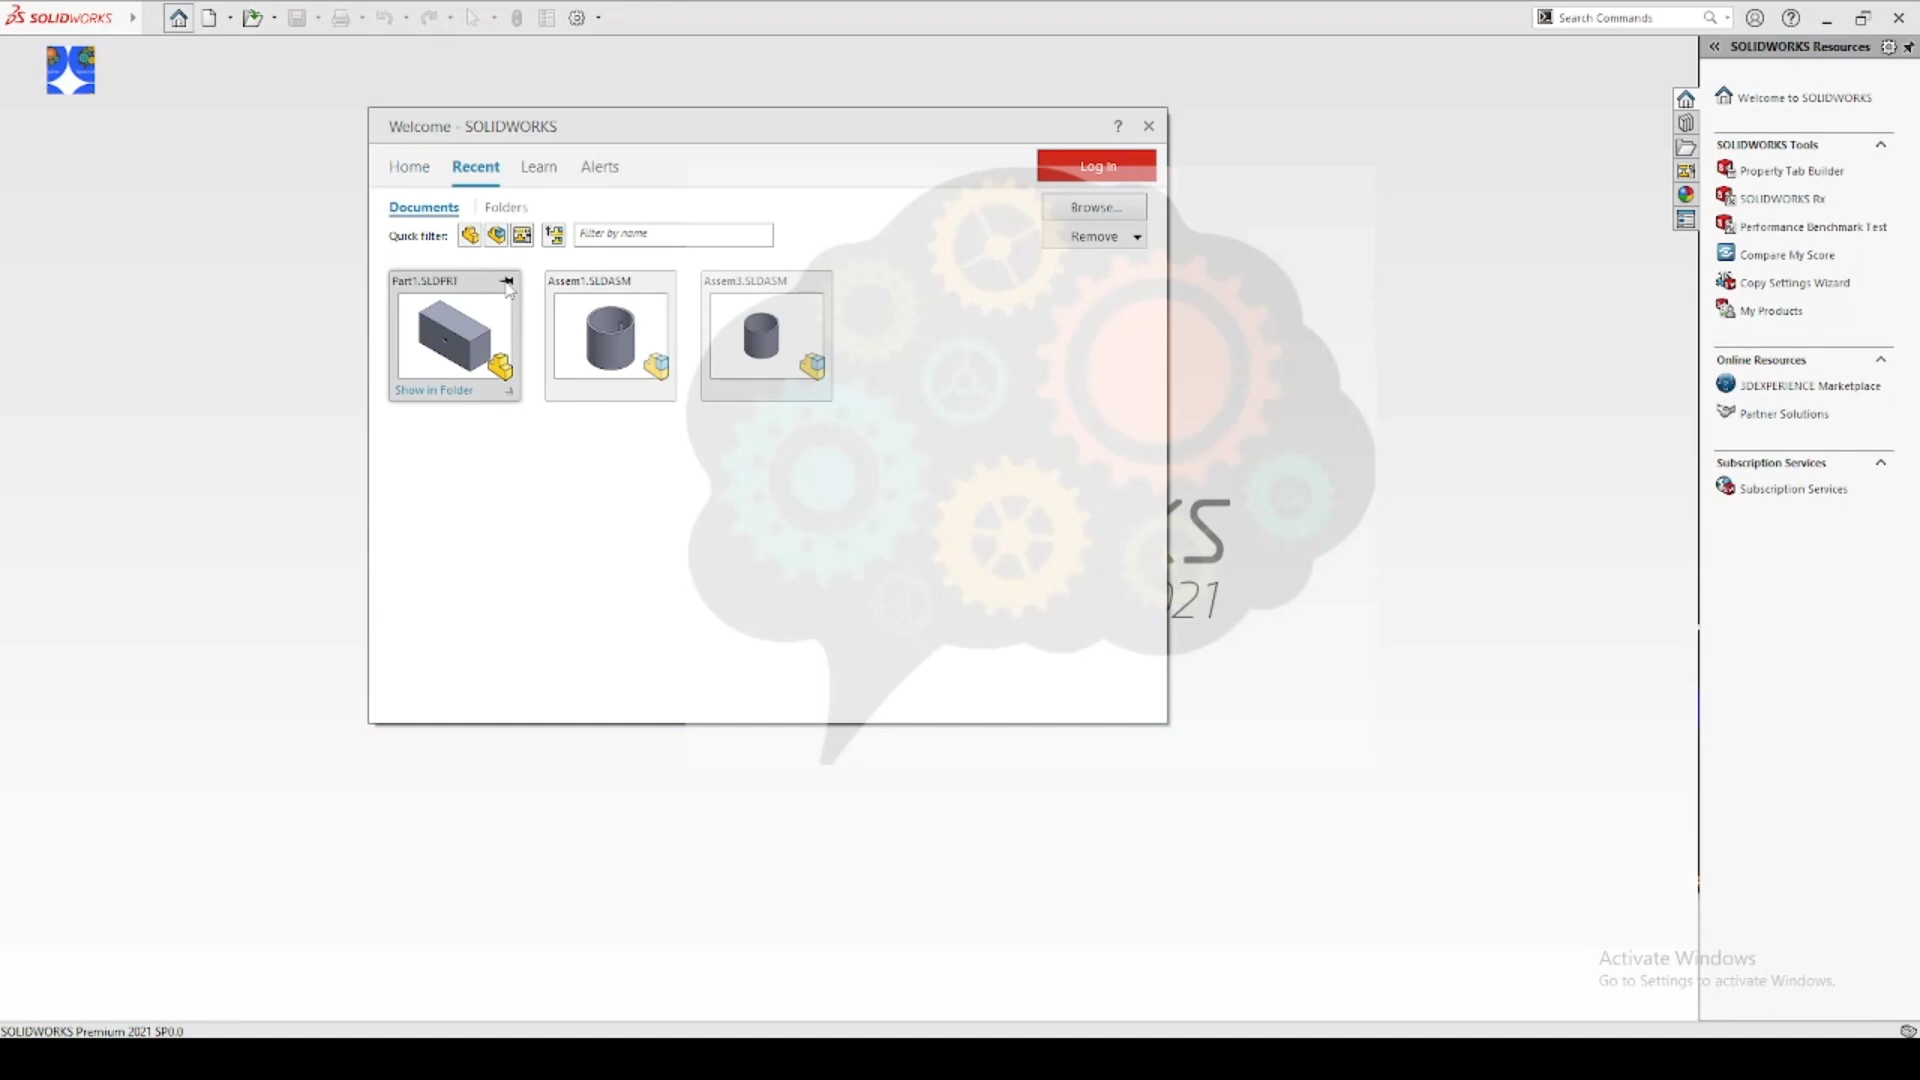 SOLIDWORKS
Search Commands
SOLIDWORKS Resources
Welcome - SOLIDWORKS
?
Home
Recent
Learn
Alerts
Log In
Documents
Folders
Browse...
Quick filter:
Filter by name
Remove
Part1.SLDPRT
Assem1.SLDASM
Assem3.SLDASM
Show in Folder
KS
021
Welcome to SOLIDWORKS
SOLIDWORKS Tools
Property Tab Builder
SOLIDWORKS Rx
Performance Benchmark Test
Compare My Score
Copy Settings Wizard
My Products
Online Resources
3DEXPERIENCE Marketplace
Partner Solutions
Subscription Services
Subscription Services
Activate Windows
Go to Settings to activate Windows.
SOLIDWORKS Premium 2021 SP0.0